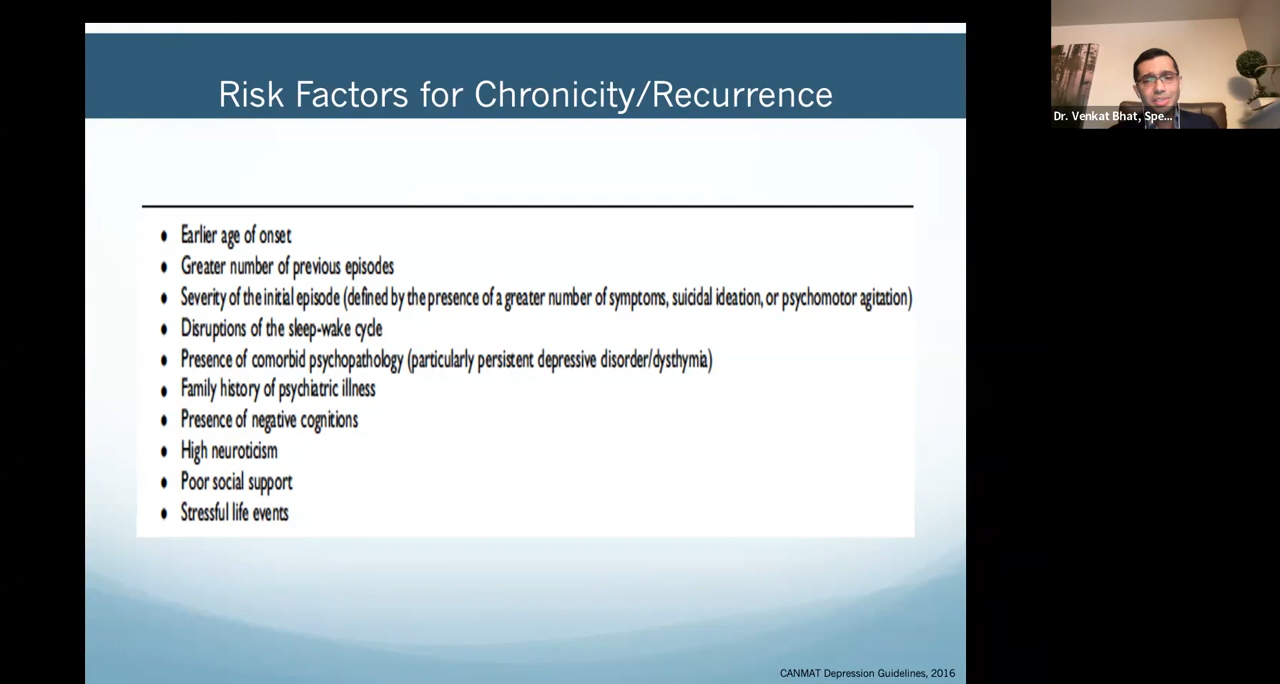 Risk Factors for Chronicity/Recurrence
Dr. Venkat Bhat, Spe...
• Earlier age of onset
• Greater number of previous episodes
• Severity of the initial episode (defined by the presence of a greater number of symptoms, suicidal ideation, or psychomotor agitation)
• Disruptions of the sleep-wake cycle
• Presence of comorbid psychopathology (particularly persistent depressive disorder/dysthymia)
• Family history of psychiatric illness
• Presence of negative cognitions
• High neuroticism
• Poor social support
• Stressful life events
CANMAT Depression Guidelines, 2016